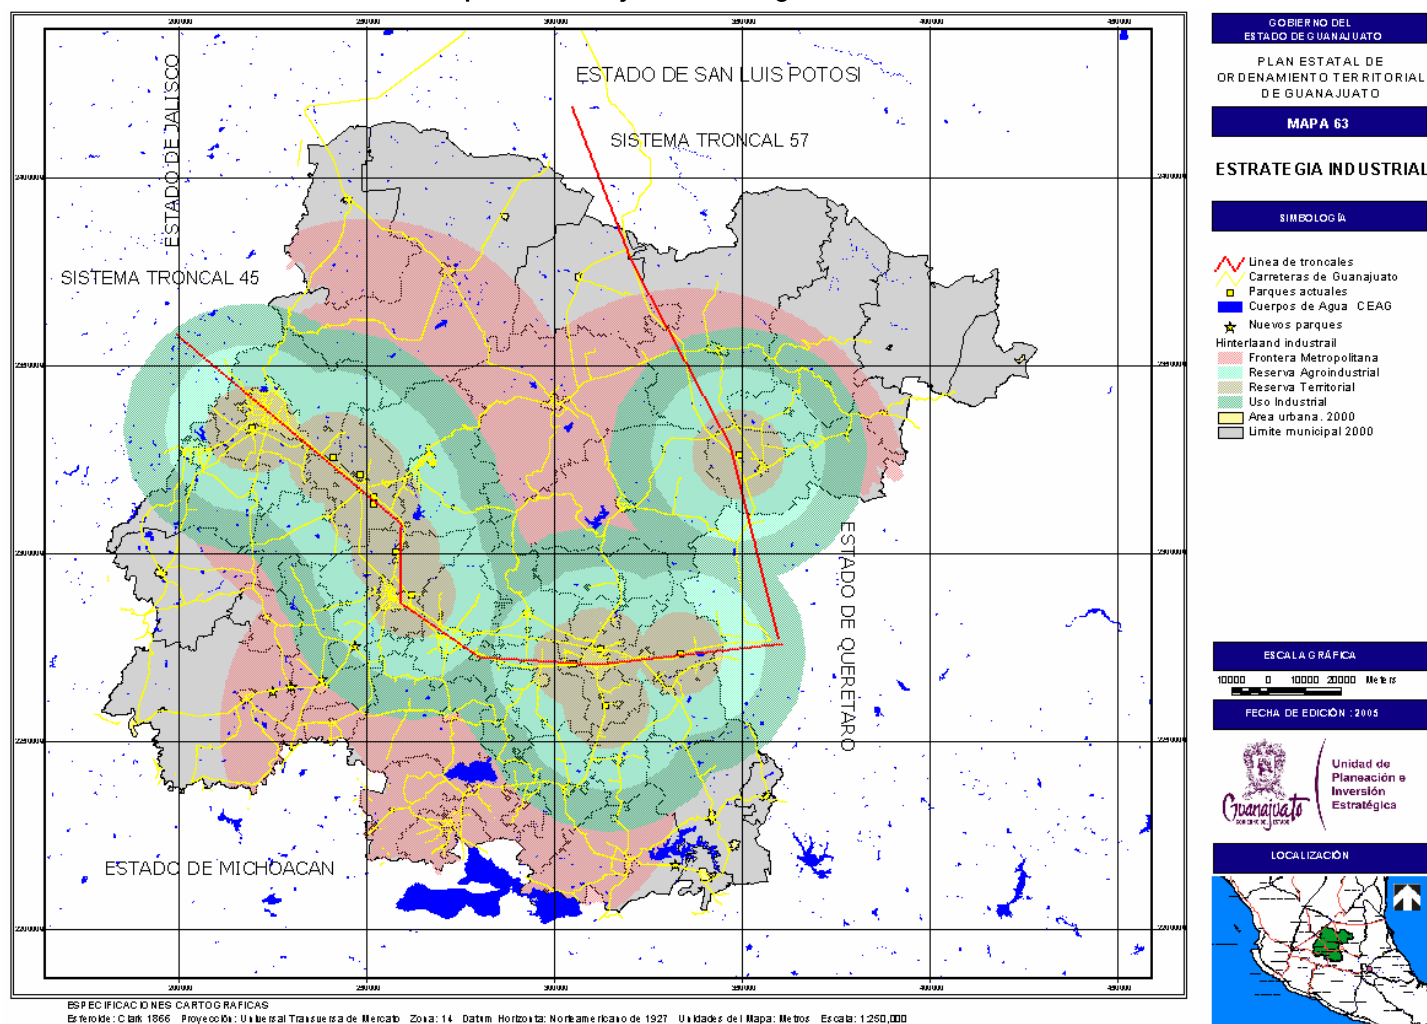 ESTADO DE SAN LUIS POTOSI
SISTEMA TRONCAL 57
ESTADO DE JALISCO
SISTEMA TRONCAL 45
ESTADO DE QUERETARO
ESTADO DE MICHOACAN
GOBIERNO DEL
ESTADO DE GUANAJUATO
PLAN ESTATAL DE
ORDENAMIENTO TERRITORIAL
DE GUANAJUATO
MAPA 63
ESTRATEGIA INDUSTRIAL
SIMBOLOGÍA
Linea de troncales
Carreteras de Guanajuato
Parques actuales
Cuerpos de Agua CEAG
Nuevos parques
Hinterlaand industrail
Frontera Metropolitana
Reserva Agroindustrial
Reserva Territorial
Uso Industrial
Area urbana. 2000
Limite municipal 2000
ESCALA GRÁFICA
10000 0 10000 20000 Meters
FECHA DE EDICIÓN : 2005
Guanajuato
GOBIERNO DEL ESTADO
Unidad de
Planeación e
Inversión
Estratégica
LOCALIZACIÓN
ESPECIFICACIONES CARTOGRAFICAS
Esferoide: Clark 1866 Proyección: Universal Transversa de Mercato Zona: 14 Datum Horizonta: Norteamericano de 1927 Unidades del Mapa: Metros Escala: 1:250,000